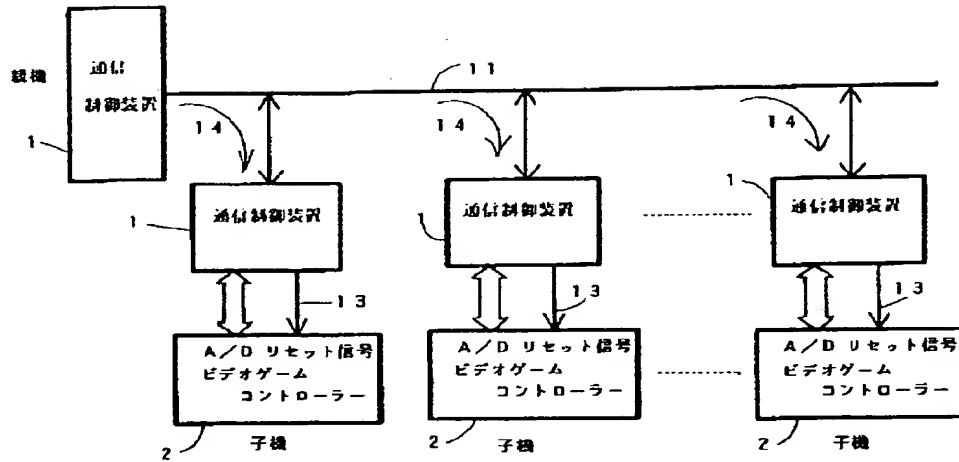 親機
通信
制御装置
1
11
14
14
14
1
通信制御装置
1
通信制御装置
1
通信制御装置
13
13
13
A/D リセット信号
ビデオゲーム
コントローラー
A/D リセット信号
ビデオゲーム
コントローラー
A/D リセット信号
ビデオゲーム
コントローラー
2
子機
2
子機
2
子機